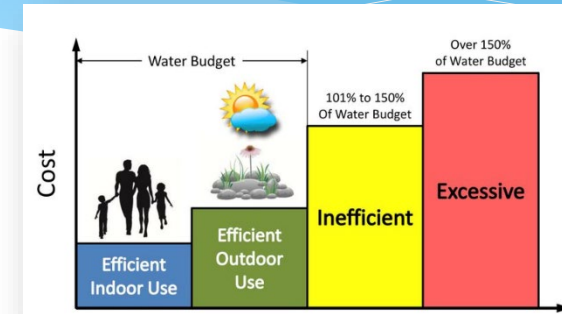 Over 150%
of Water Budget
Water Budget
101% to 150%
Of Water Budget
Cost
Efficient
Indoor Use
Efficient
Outdoor
Use
Inefficient
Excessive